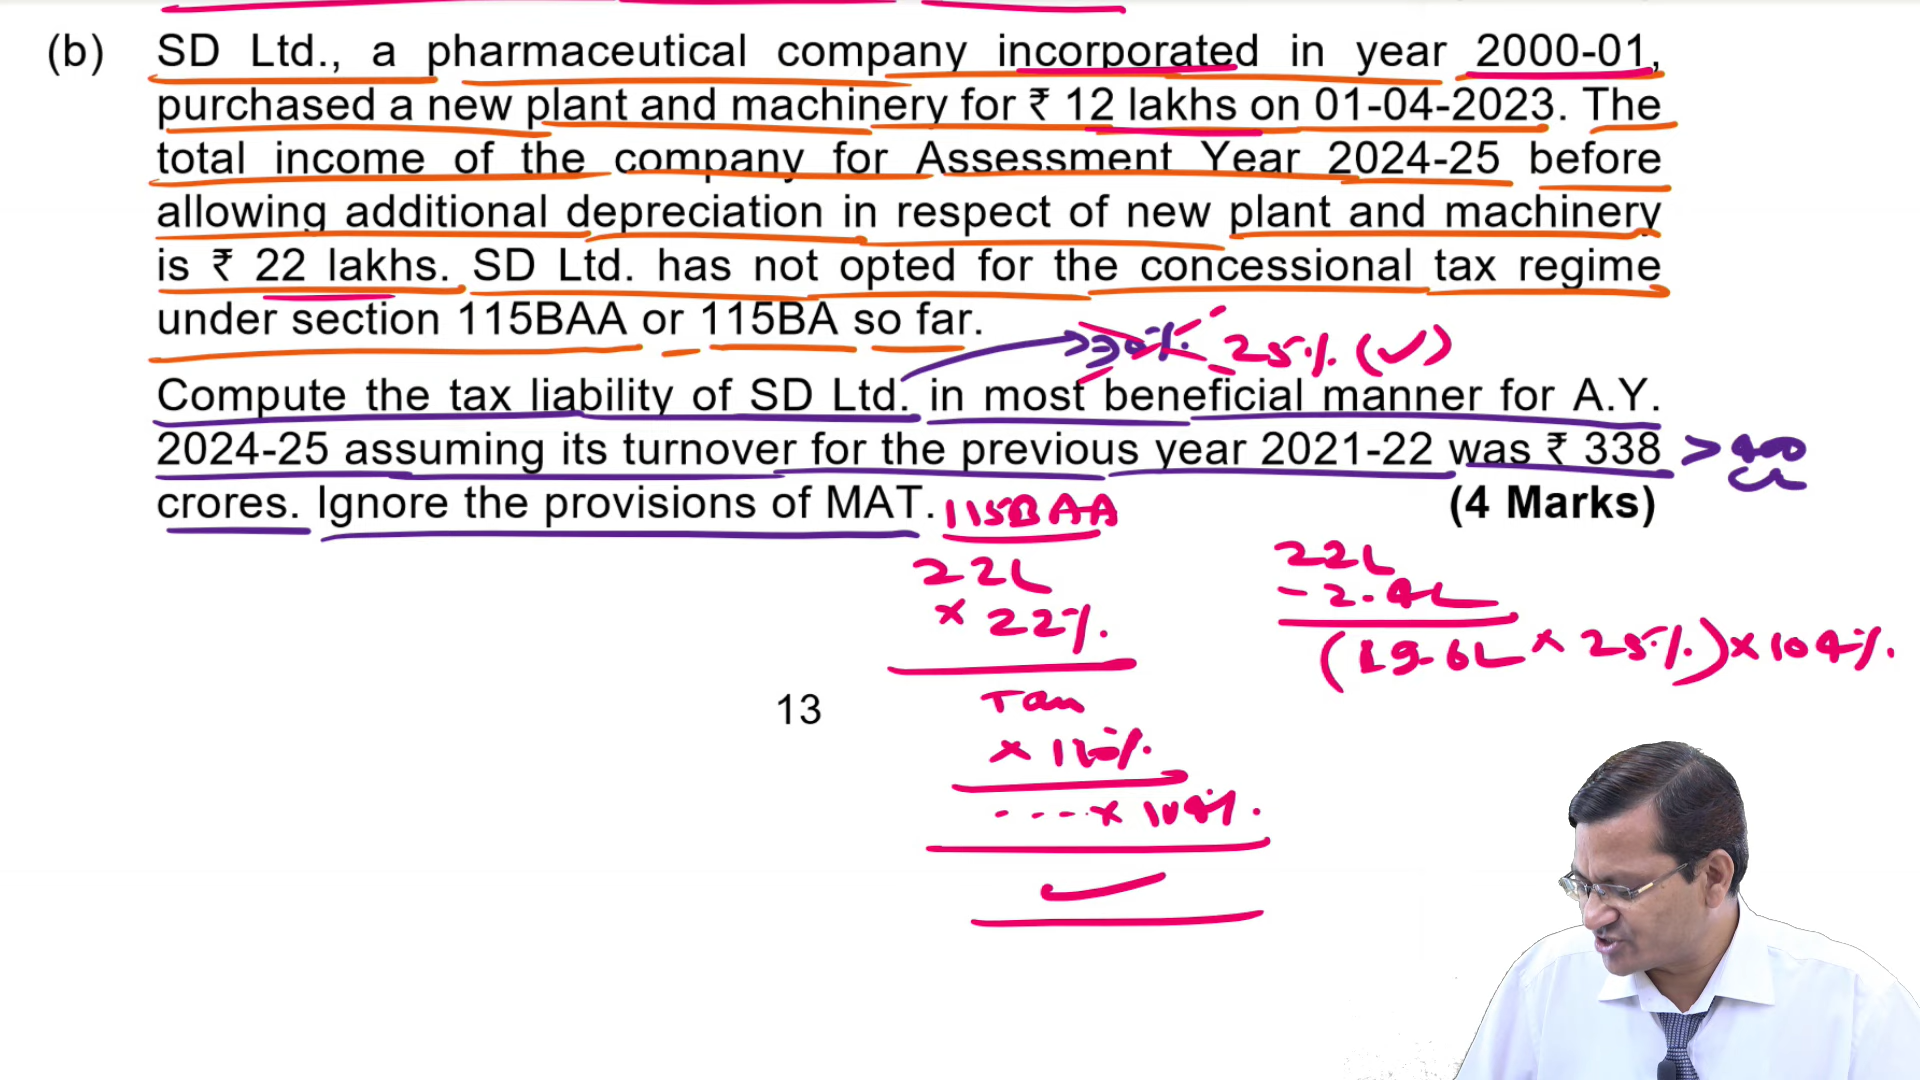 (b) SD Ltd., a pharmaceutical company incorporated in year 2000-01,
purchased a new plant and machinery for ₹ 12 lakhs on 01-04-2023. The
total income of the company for Assessment Year 2024-25 before
allowing additional depreciation in respect of new plant and machinery
is ₹ 22 lakhs. SD Ltd. has not opted for the concessional tax regime
under section 115BAA or 115BA so far.
30% 25% (✓)
Compute the tax liability of SD Ltd. in most beneficial manner for A.Y.
2024-25 assuming its turnover for the previous year 2021-22 was ₹ 338 > 400
crores. Ignore the provisions of MAT. (4 Marks) Cr
115BAA
22L
× 22%
22L
- 2.4L
(19.6L × 25%) × 104%
Tax
× 110%
.... × 104%
✓
13